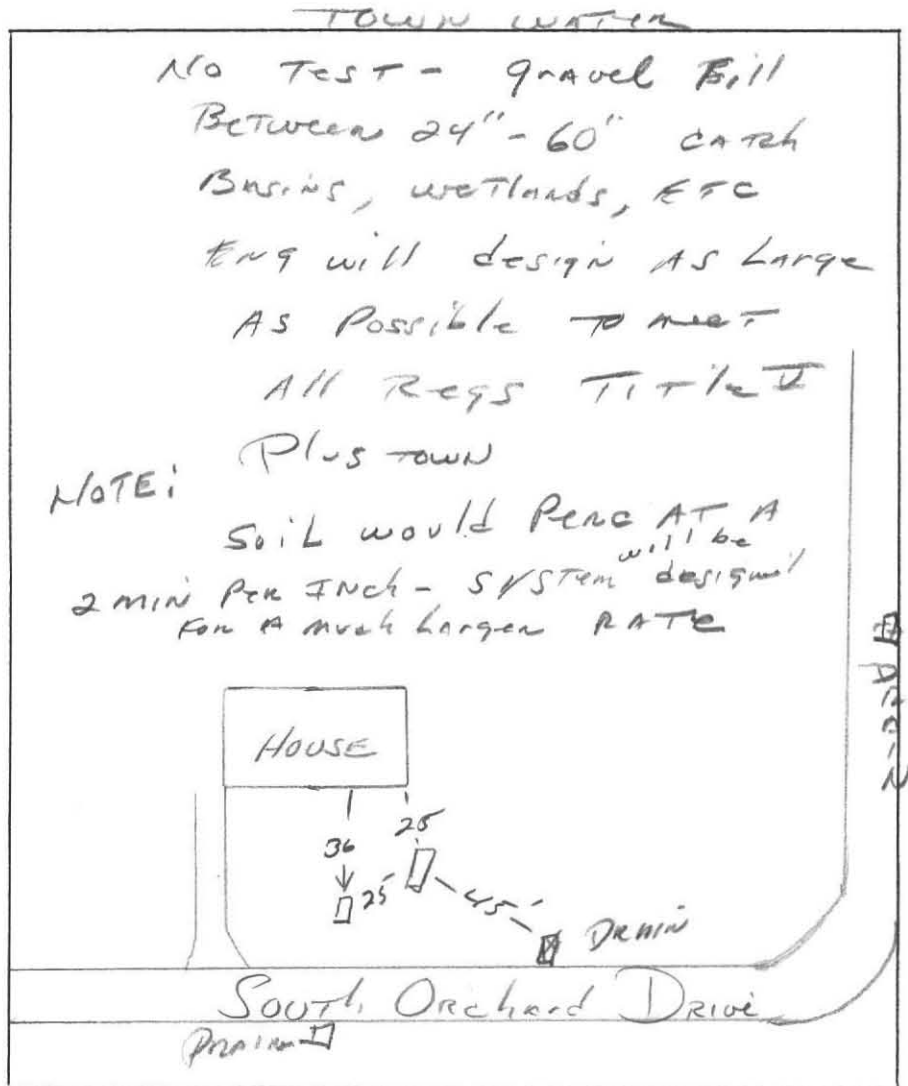 TOWN WATER
No TesT - gravel Fill
BeTween 24" - 60" CATch
Basins, weTlands, ETC
Eng will design As Large
As Possible To meeT
All Regs TiTle V
Plus Town
NOTE:
Soil would Perc AT A
2 MIN Per INch - SYSTem will be designed
For A much Larger RATe
HOUSE
36
25
25
45'
DRAIN
SouTh Orchard Drive
DRAIN